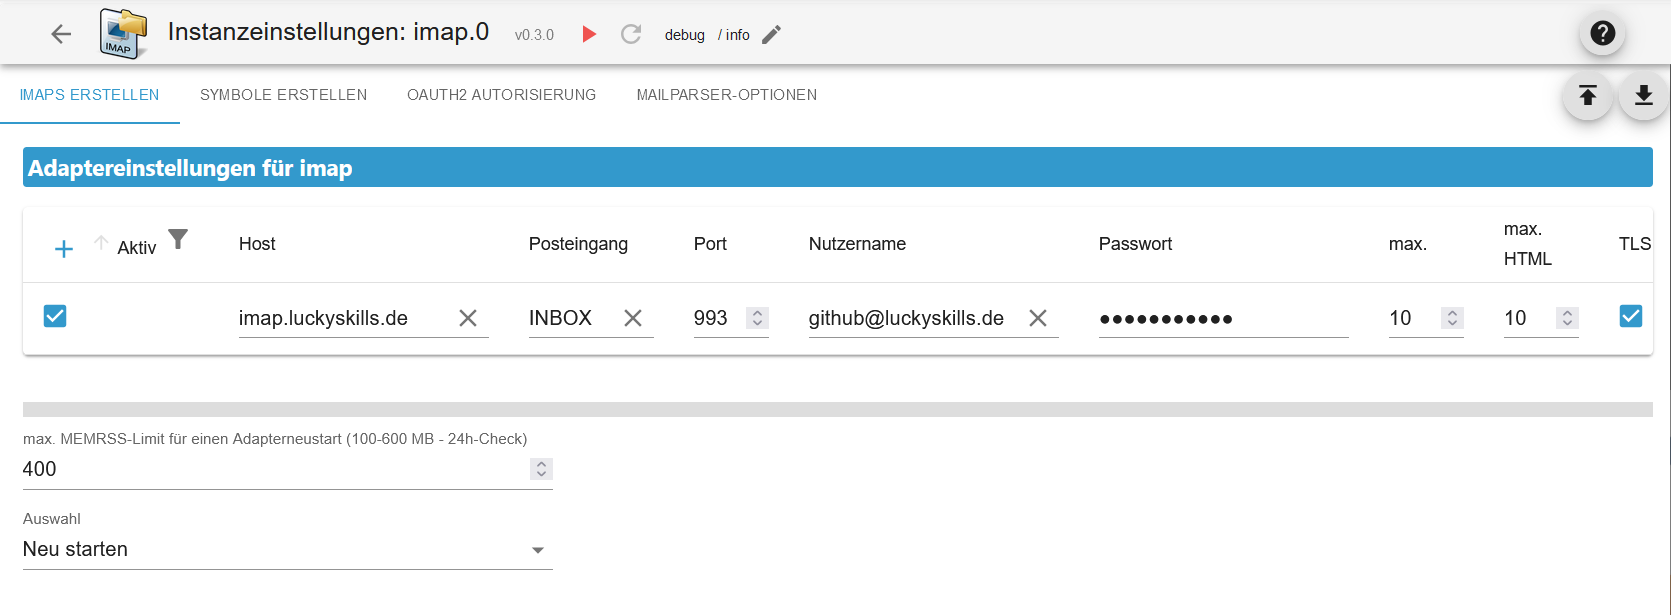 IMAP
Instanzeinstellungen: imap.0 v0.3.0 debug / info
IMAPS ERSTELLEN SYMBOLE ERSTELLEN OAUTH2 AUTORISIERUNG MAILPARSER-OPTIONEN
Adaptereinstellungen für imap
Aktiv Host Posteingang Port Nutzername Passwort max. max. HTML TLS
imap.luckyskills.de INBOX 993 github@luckyskills.de ●●●●●●●●●●● 10 10
max. MEMRSS-Limit für einen Adapterneustart (100-600 MB - 24h-Check)
400
Auswahl
Neu starten